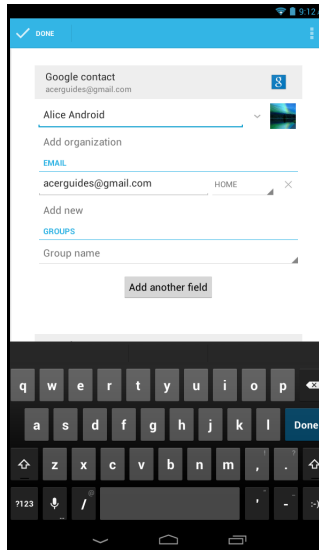 9:12
DONE
Google contact
8
acerguides@gmail.com
Alice Android
Add organization
EMAIL
acerguides@gmail.com HOME
Add new
GROUPS
Group name
Add another field
q w e r t y u i o p
a s d f g h j k l Done
z x c v b n m , ! . ?
?123 / @ ' " - _ :-)